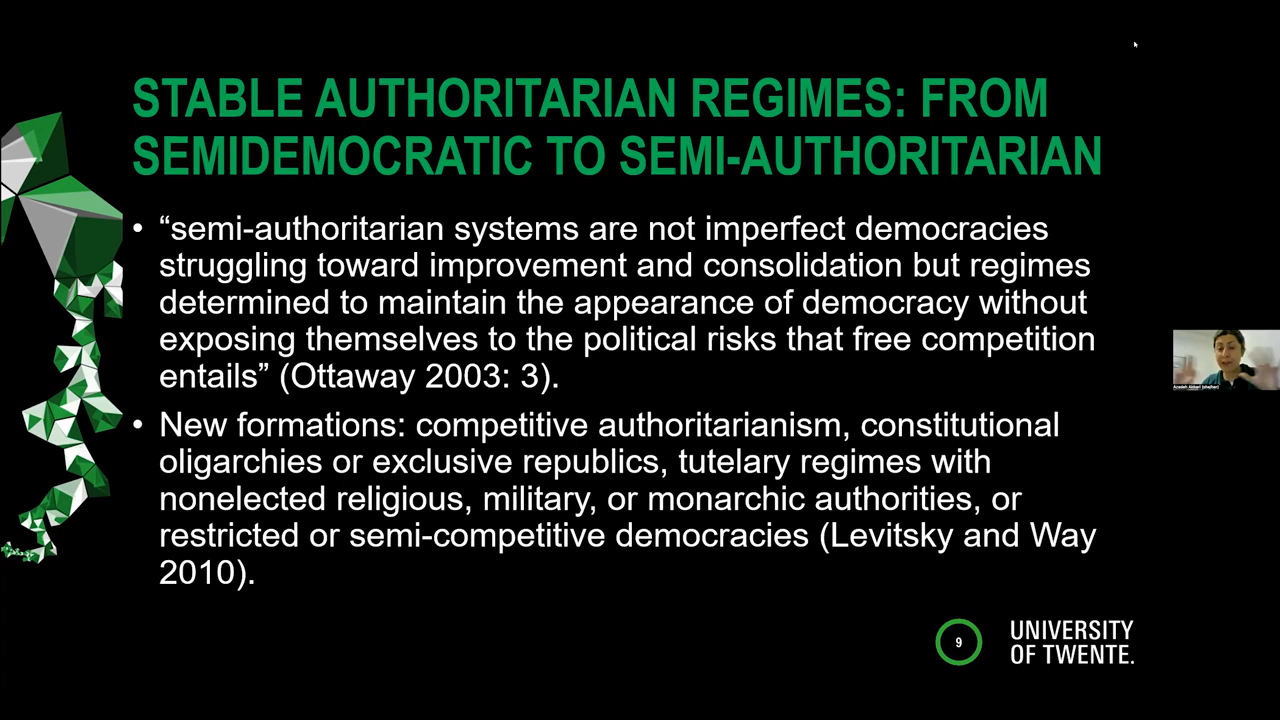 STABLE AUTHORITARIAN REGIMES: FROM
SEMIDEMOCRATIC TO SEMI-AUTHORITARIAN
• “semi-authoritarian systems are not imperfect democracies
struggling toward improvement and consolidation but regimes
determined to maintain the appearance of democracy without
exposing themselves to the political risks that free competition
entails” (Ottaway 2003: 3).
• New formations: competitive authoritarianism, constitutional
oligarchies or exclusive republics, tutelary regimes with
nonelected religious, military, or monarchic authorities, or
restricted or semi-competitive democracies (Levitsky and Way
2010).
9
UNIVERSITY
OF TWENTE.